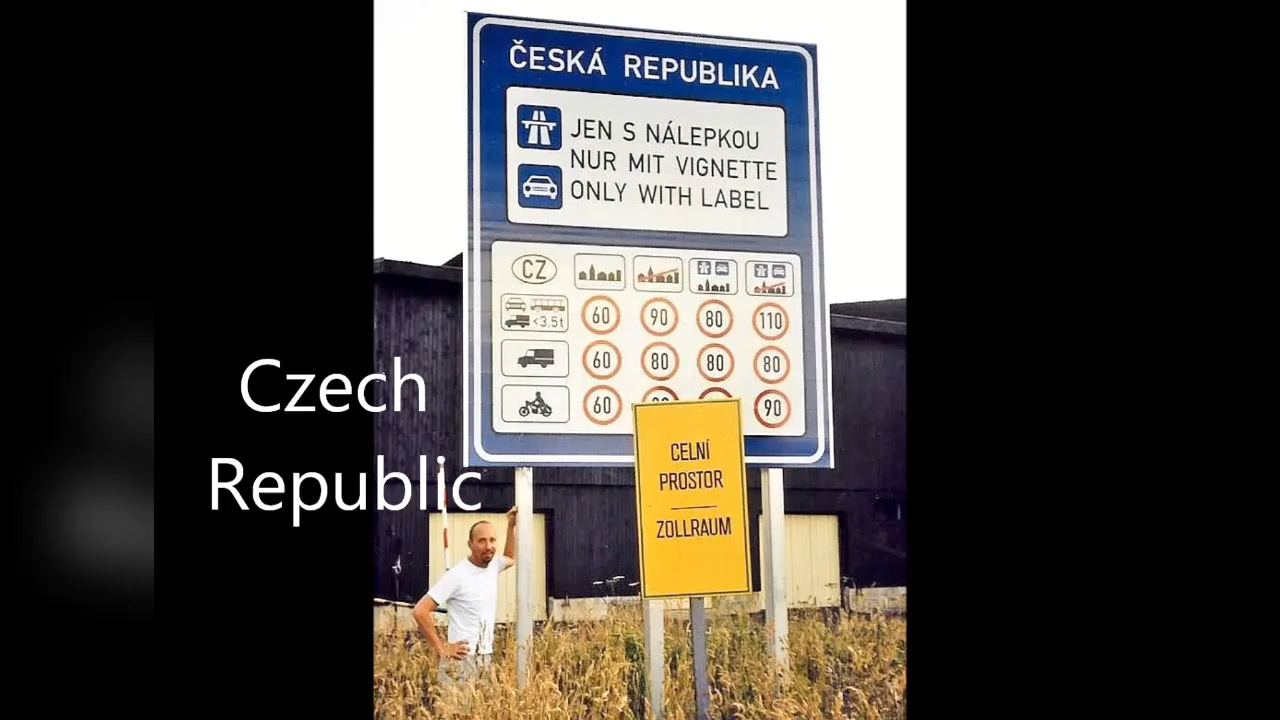 ČESKÁ REPUBLIKA
JEN S NÁLEPKOU
NUR MIT VIGNETTE
ONLY WITH LABEL
CZ
<3.5t 60 90 80 110
60 80 80 80
60 90
CELNÍ
PROSTOR
ZOLLRAUM
Czech
Republic